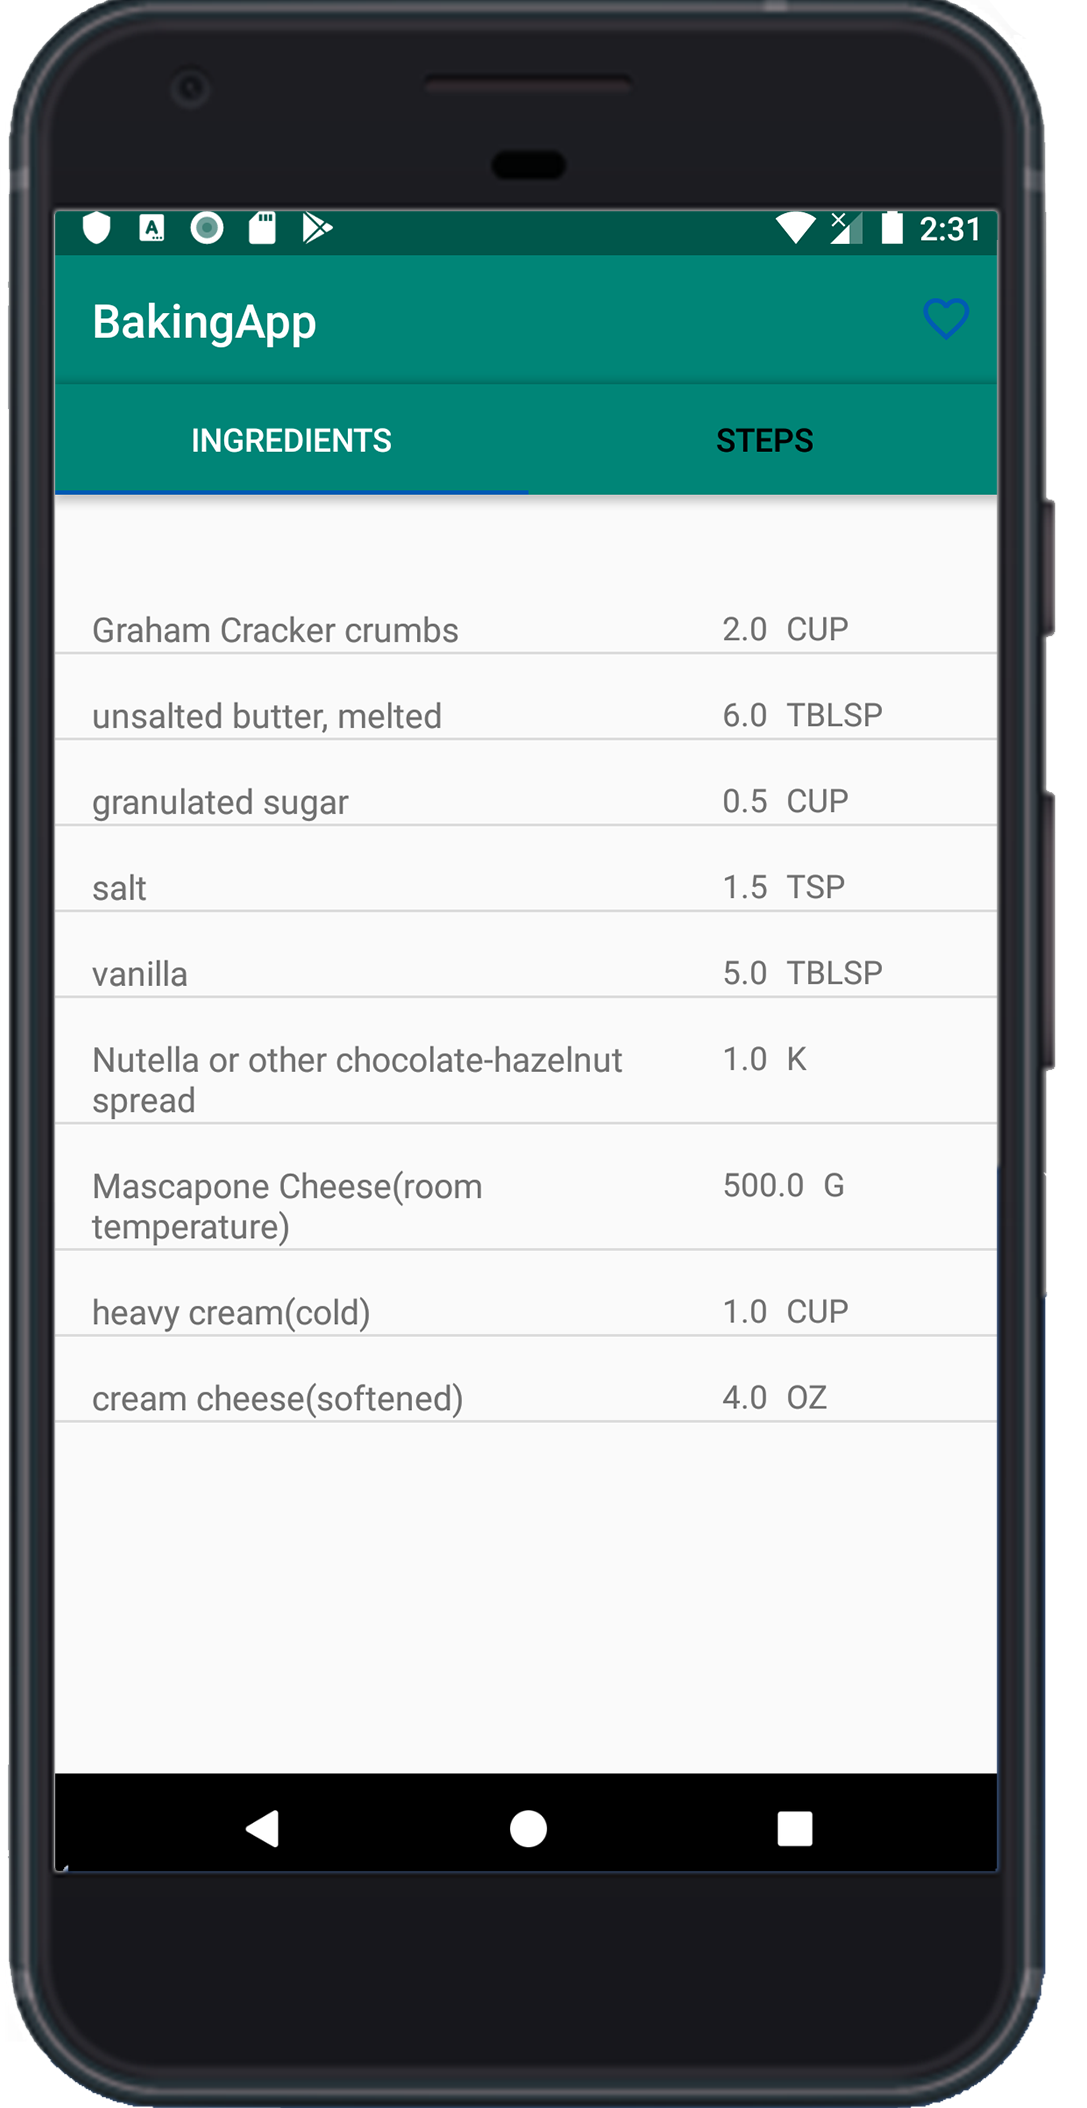 2:31
BakingApp
INGREDIENTS STEPS
Graham Cracker crumbs 2.0 CUP
unsalted butter, melted 6.0 TBLSP
granulated sugar 0.5 CUP
salt 1.5 TSP
vanilla 5.0 TBLSP
Nutella or other chocolate-hazelnut 1.0 K
spread
Mascapone Cheese(room 500.0 G
temperature)
heavy cream(cold) 1.0 CUP
cream cheese(softened) 4.0 OZ